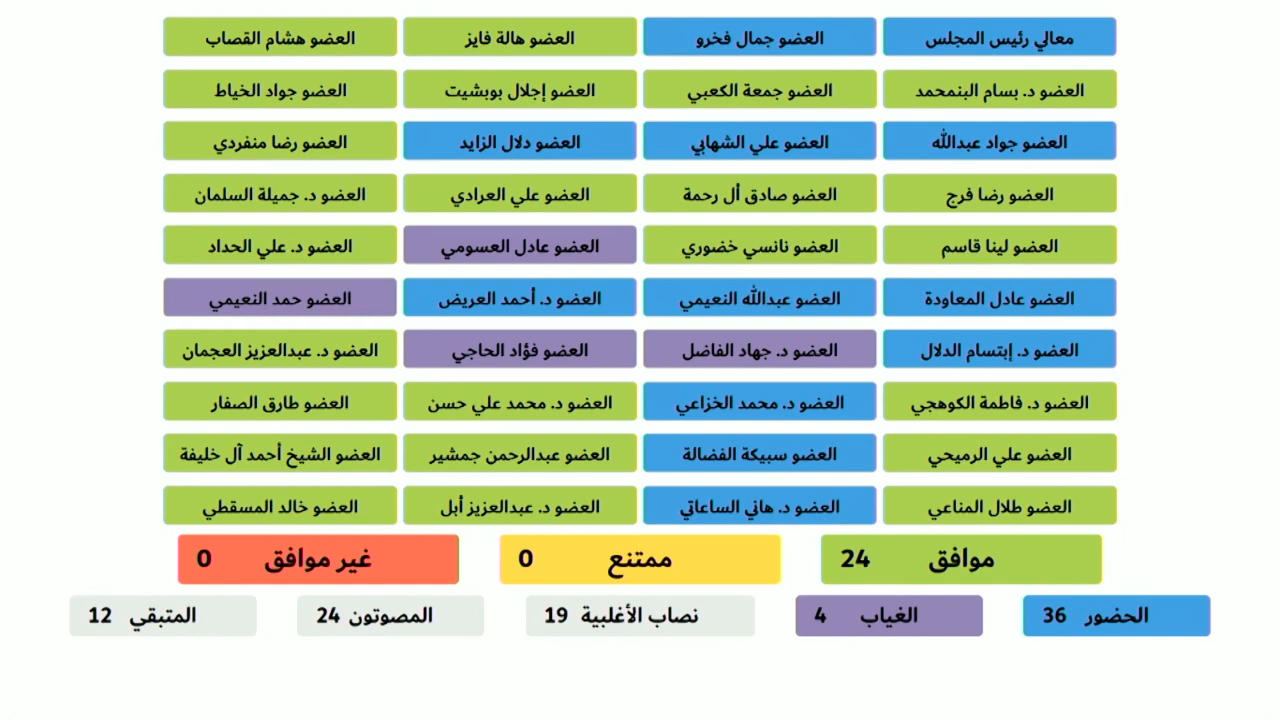 معالي رئيس المجلس العضو جمال فخرو العضو هالة فايز العضو هشام القصاب
العضو د. بسام البنمحمد العضو جمعة الكعبي العضو إجلال بوبشيت العضو جواد الخياط
العضو جواد عبدالله العضو علي الشهابي العضو دلال الزايد العضو رضا منفردي
العضو رضا فرج العضو صادق أل رحمة العضو علي العرادي العضو د. جميلة السلمان
العضو لينا قاسم العضو نانسي خضوري العضو عادل العسومي العضو د. علي الحداد
العضو عادل المعاودة العضو عبدالله النعيمي العضو د. أحمد العريض العضو حمد النعيمي
العضو د. إبتسام الدلال العضو د. جهاد الفاضل العضو فؤاد الحاجي العضو د. عبدالعزيز العجمان
العضو د. فاطمة الكوهجي العضو د. محمد الخزاعي العضو د. محمد علي حسن العضو طارق الصفار
العضو علي الرميحي العضو سبيكة الفضالة العضو عبدالرحمن جمشير العضو الشيخ أحمد آل خليفة
العضو طلال المناعي العضو د. هاني الساعاتي العضو د. عبدالعزيز أبل العضو خالد المسقطي
موافق 24 ممتنع 0 غير موافق 0
الحضور 36 الغياب 4 نصاب الأغلبية 19 المصوتون 24 المتبقي 12